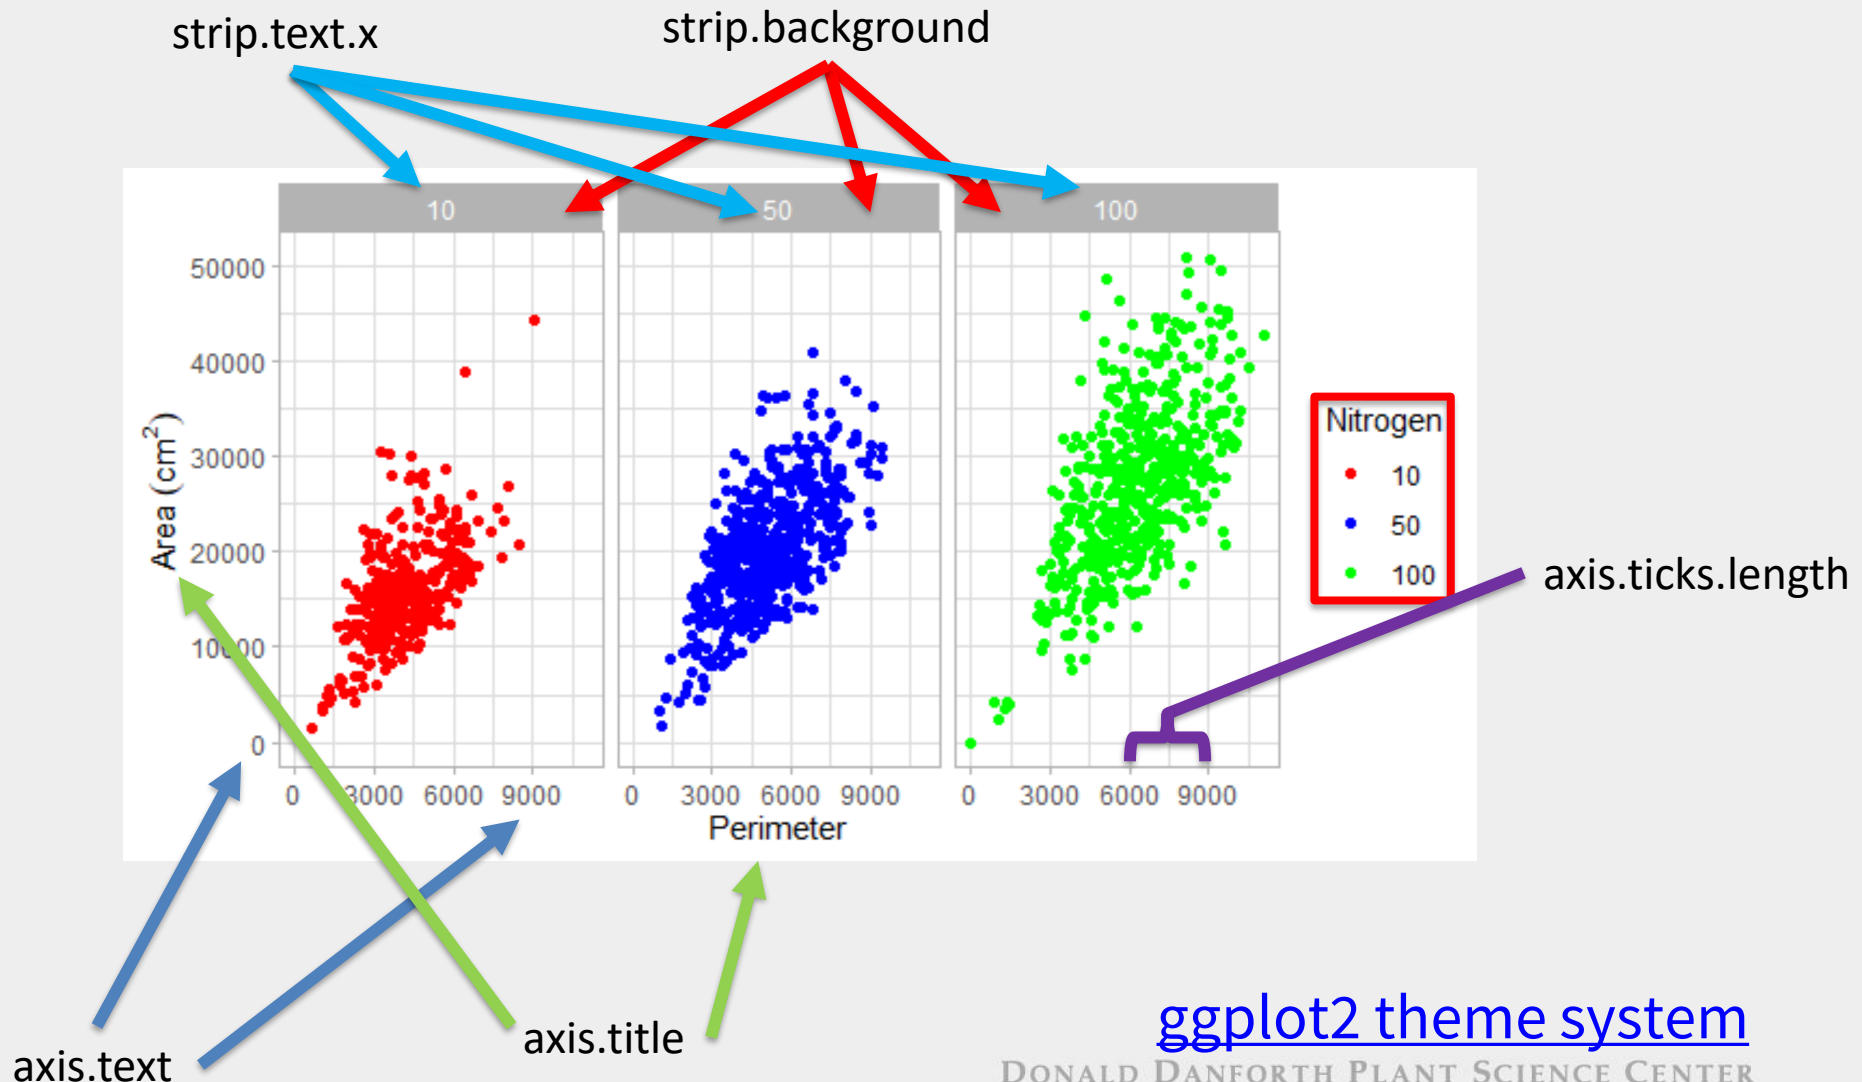 strip.text.x
strip.background
10
50
100
50000
40000
30000
20000
10000
0
Area (cm²)
0 3000 6000 9000
0 3000 6000 9000
0 3000 6000 9000
Perimeter
Nitrogen
10
50
100
axis.ticks.length
axis.title
axis.text
ggplot2 theme system
DONALD DANFORTH PLANT SCIENCE CENTER